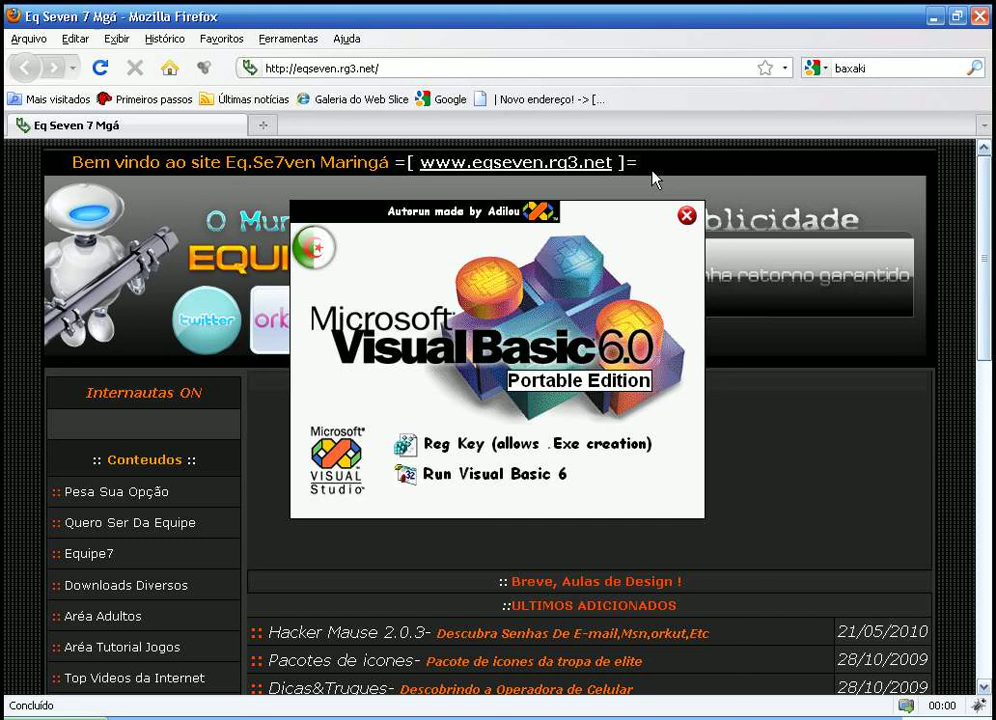 Eq Seven 7 Mgá - Mozilla Firefox
Arquivo Editar Exibir Histórico Favoritos Ferramentas Ajuda
http://eqseven.rg3.net/
baxaki
Mais visitados Primeiros passos Últimas notícias Galeria do Web Slice Google | Novo endereço! -> [...
Eq Seven 7 Mgá
Bem vindo ao site Eq.Se7ven Maringá =[ www.eqseven.rg3.net ]=
Autorun made by Adilou
O Mun
blicidade
EQUI
nha retorno garantido
twitter
ork
Microsoft
Visual Basic 6.0
Portable Edition
Internautas ON
Microsoft
VISUAL
Studio
Reg Key (allows .Exe creation)
Run Visual Basic 6
:: Conteudos ::
:: Pesa Sua Opção
:: Quero Ser Da Equipe
:: Equipe7
:: Downloads Diversos
:: Aréa Adultos
:: Aréa Tutorial Jogos
:: Top Videos da Internet
:: Breve, Aulas de Design !
::ULTIMOS ADICIONADOS
:: Hacker Mause 2.0.3- Descubra Senhas De E-mail,Msn,orkut,Etc 21/05/2010
:: Pacotes de icones- Pacote de icones da tropa de elite 28/10/2009
:: Dicas&Truques- Descobrindo a Operadora de Celular 28/10/2009
Concluído
00:00